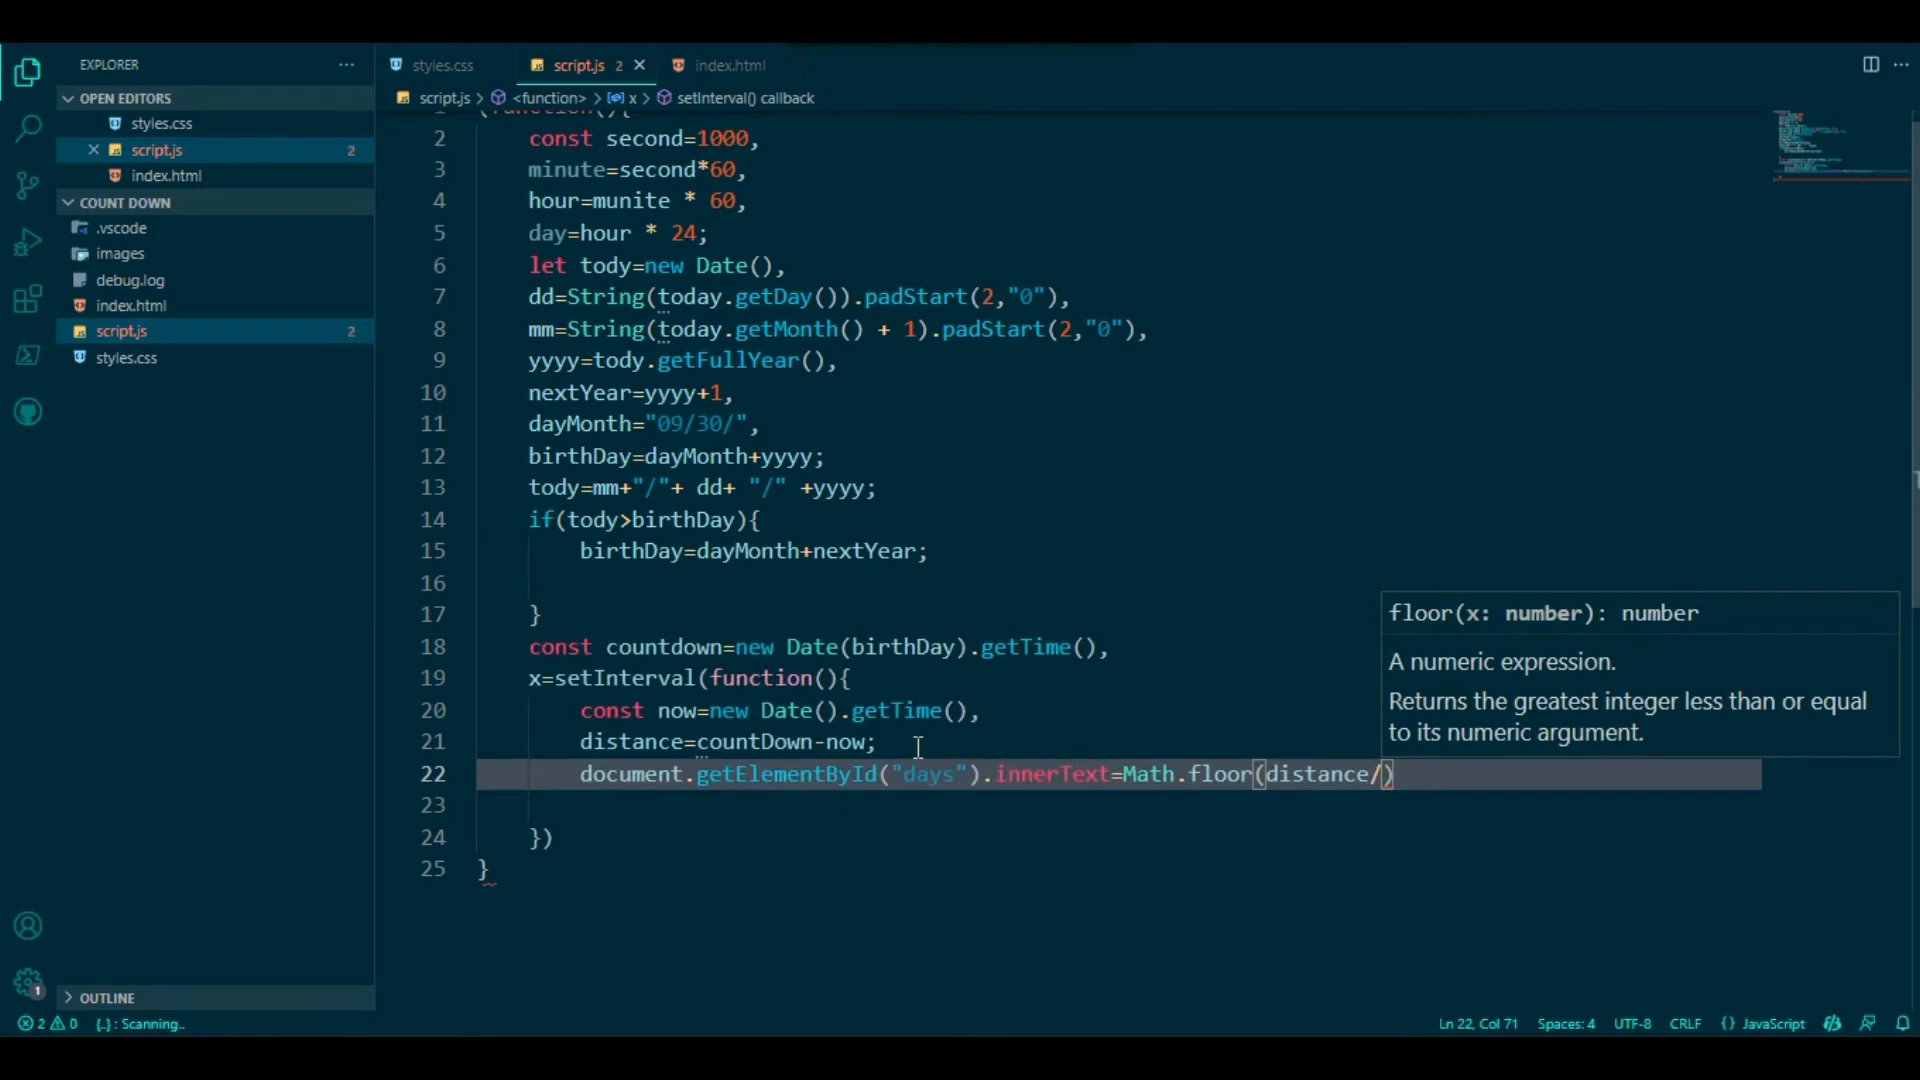 EXPLORER
···
OPEN EDITORS
styles.css
script.js 2
index.html
COUNT DOWN
.vscode
images
debug.log
index.html
script.js 2
styles.css
OUTLINE
styles.css
script.js 2
index.html
···
script.js > <function> > x > setInterval() callback
1 (function(){
2 const second=1000,
3 minute=second*60,
4 hour=munite * 60,
5 day=hour * 24;
6 let tody=new Date(),
7 dd=String(today.getDay()).padStart(2,"0"),
8 mm=String(today.getMonth() + 1).padStart(2,"0"),
9 yyyy=tody.getFullYear(),
10 nextYear=yyyy+1,
11 dayMonth="09/30/",
12 birthDay=dayMonth+yyyy;
13 tody=mm+"/"+ dd+ "/" +yyyy;
14 if(tody>birthDay){
15 birthDay=dayMonth+nextYear;
16
17 }
18 const countdown=new Date(birthDay).getTime(),
19 x=setInterval(function(){
20 const now=new Date().getTime(),
21 distance=countDown-now;
22 document.getElementById("days").innerText=Math.floor(distance/)
23
24 })
25 }
floor(x: number): number
A numeric expression.
Returns the greatest integer less than or equal
to its numeric argument.
1
2 0 {..} : Scanning..
Ln 22, Col 71 Spaces: 4 UTF-8 CRLF {} JavaScript